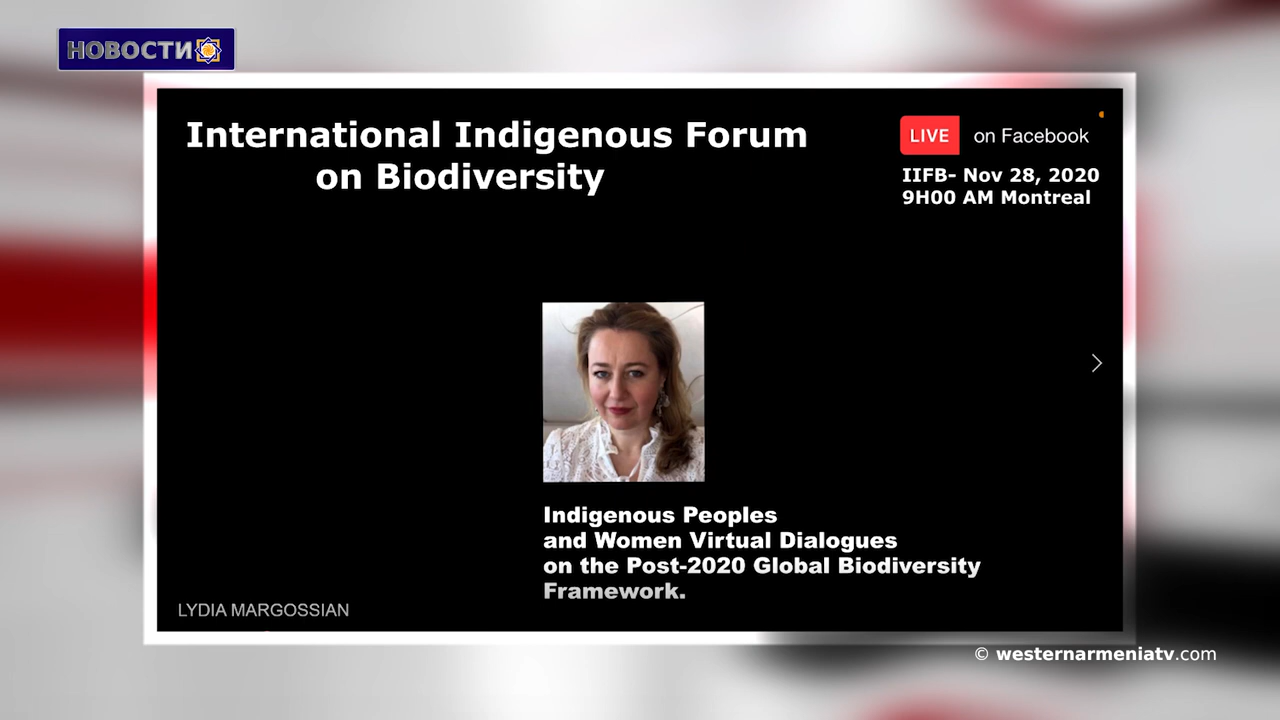 НОВОСТИ
International Indigenous Forum
on Biodiversity
LIVE on Facebook
IIFB- Nov 28, 2020
9H00 AM Montreal
Indigenous Peoples
and Women Virtual Dialogues
on the Post-2020 Global Biodiversity
Framework.
LYDIA MARGOSSIAN
© westernarmeniatv.com